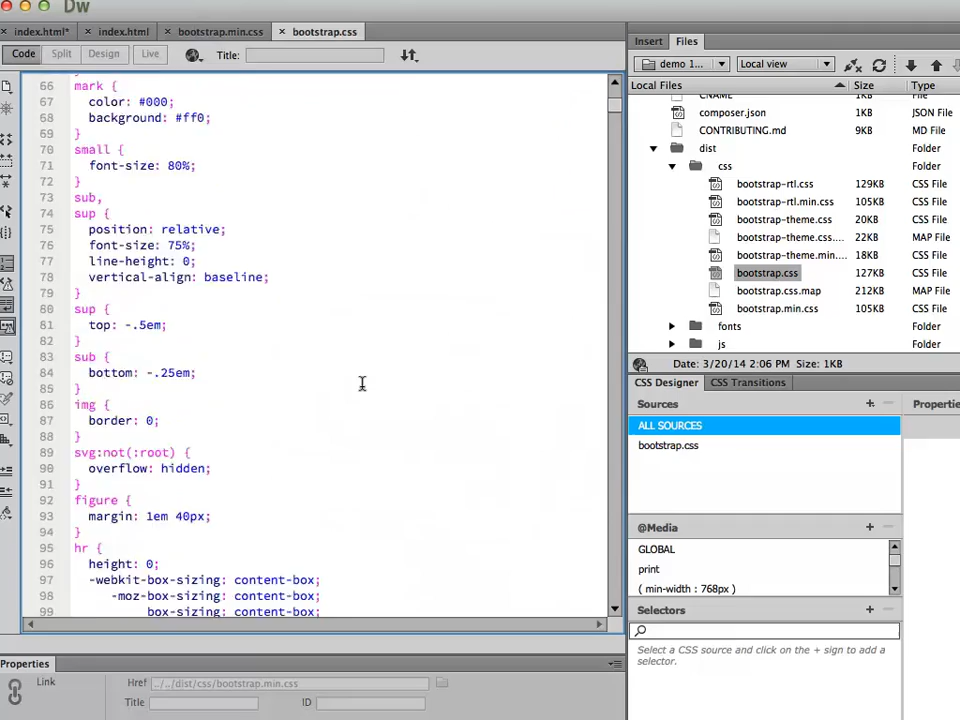 Dw
index.html*
index.html
bootstrap.min.css
bootstrap.css
Code
Split
Design
Live
Title:
66 mark {
67 color: #000;
68 background: #ff0;
69 }
70 small {
71 font-size: 80%;
72 }
73 sub,
74 sup {
75 position: relative;
76 font-size: 75%;
77 line-height: 0;
78 vertical-align: baseline;
79 }
80 sup {
81 top: -.5em;
82 }
83 sub {
84 bottom: -.25em;
85 }
86 img {
87 border: 0;
88 }
89 svg:not(:root) {
90 overflow: hidden;
91 }
92 figure {
93 margin: 1em 40px;
94 }
95 hr {
96 height: 0;
97 -webkit-box-sizing: content-box;
98 -moz-box-sizing: content-box;
99 box-sizing: content-box;
Properties
Link
Href ../../dist/css/bootstrap.min.css
Title
ID
Insert
Files
demo 1...
Local view
Local Files
Size
Type
CNAME 1KB File
composer.json 1KB JSON File
CONTRIBUTING.md 9KB MD File
dist Folder
css Folder
bootstrap-rtl.css 129KB CSS File
bootstrap-rtl.min.css 105KB CSS File
bootstrap-theme.css 20KB CSS File
bootstrap-theme.css.... 22KB MAP File
bootstrap-theme.min.... 18KB CSS File
bootstrap.css 127KB CSS File
bootstrap.css.map 212KB MAP File
bootstrap.min.css 105KB CSS File
fonts Folder
js Folder
Date: 3/20/14 2:06 PM Size: 1KB
CSS Designer
CSS Transitions
Sources
ALL SOURCES
bootstrap.css
@Media
GLOBAL
print
( min-width : 768px )
Selectors
Select a CSS source and click on the + sign to add a
selector.